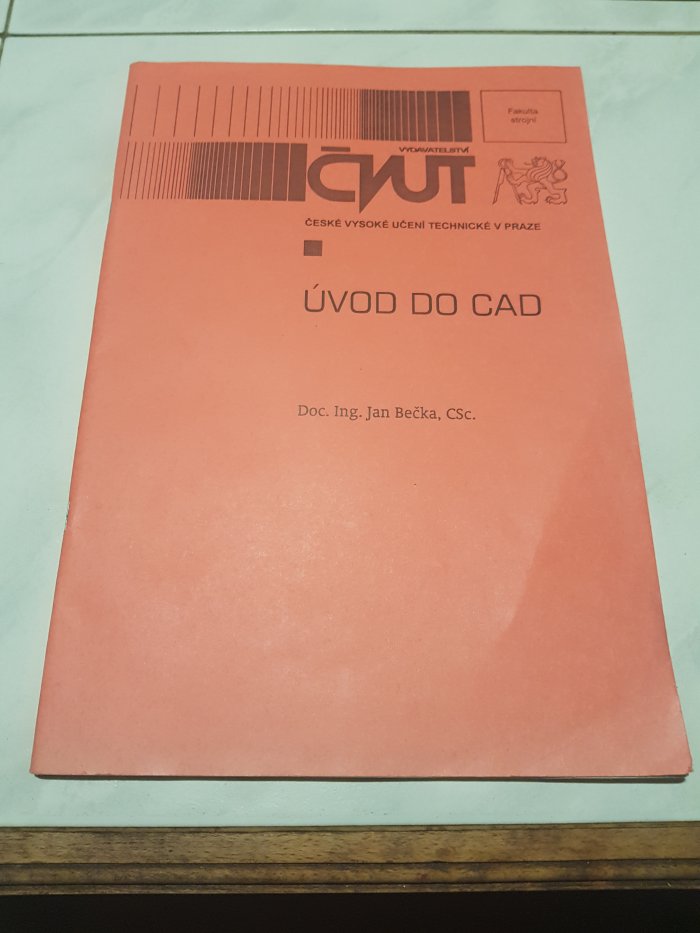 Fakulta
strojní
VYDAVATELSTVÍ
ČVUT
ČESKÉ VYSOKÉ UČENÍ TECHNICKÉ V PRAZE
ÚVOD DO CAD
Doc. Ing. Jan Bečka, CSc.